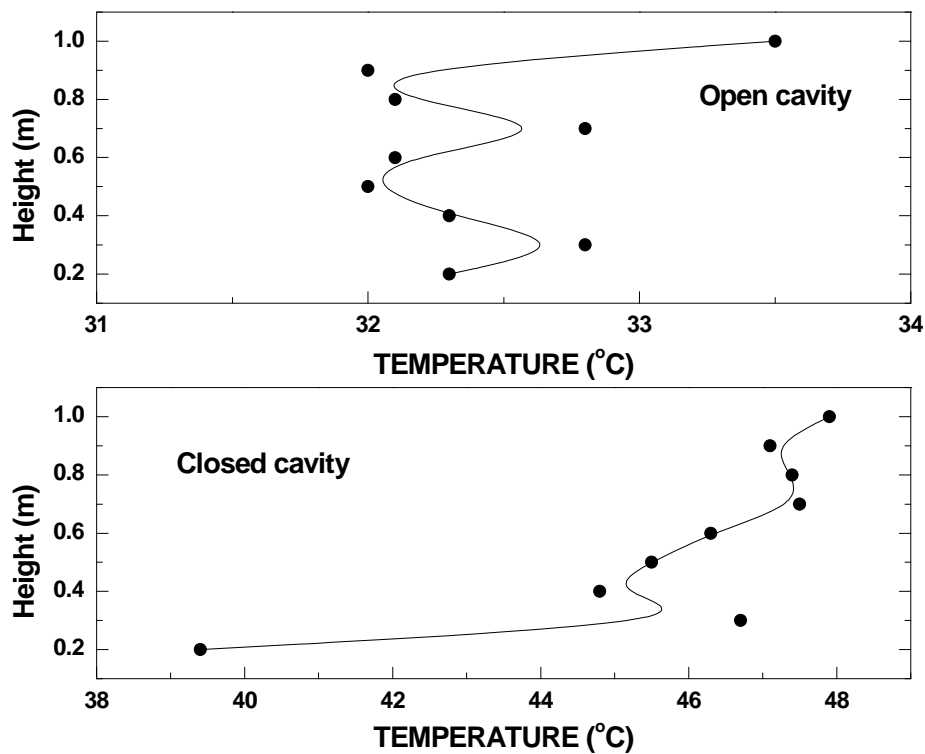 1.0
0.8
0.6
0.4
0.2
Height (m)
Open cavity
31 32 33 34
TEMPERATURE (°C)
1.0
0.8
0.6
0.4
0.2
Height (m)
Closed cavity
38 40 42 44 46 48
TEMPERATURE (°C)